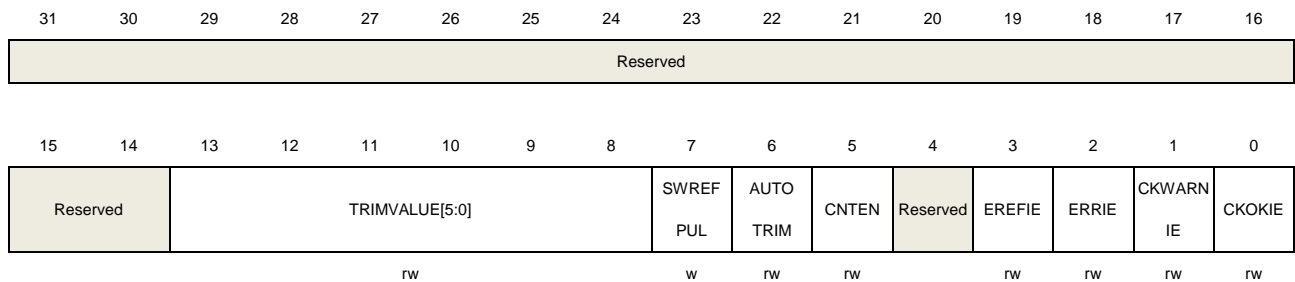 31 30 29 28 27 26 25 24 23 22 21 20 19 18 17 16
Reserved
15 14 13 12 11 10 9 8 7 6 5 4 3 2 1 0
Reserved TRIMVALUE[5:0] SWREF PUL AUTO TRIM CNTEN Reserved EREFIE ERRIE CKWARN IE CKOKIE
rw w rw rw rw rw rw rw